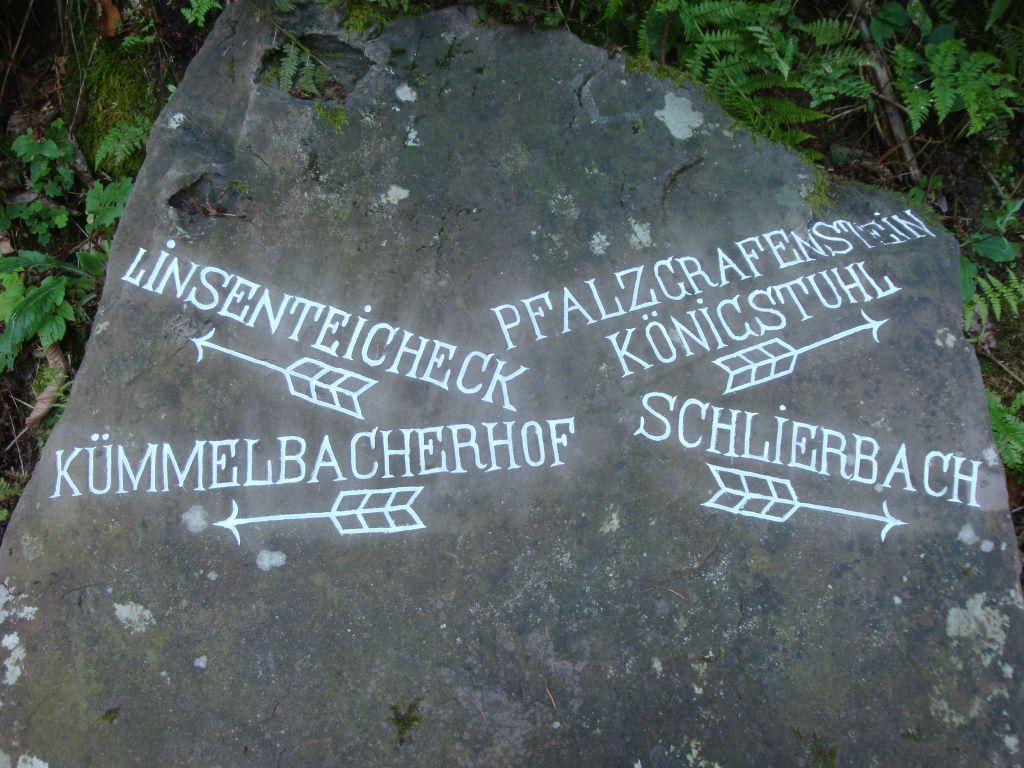 LINSENTEICHECK
KÜMMELBACHERHOF
PFALZGRAFENSTEIN
KÖNIGSTUHL
SCHLIERBACH